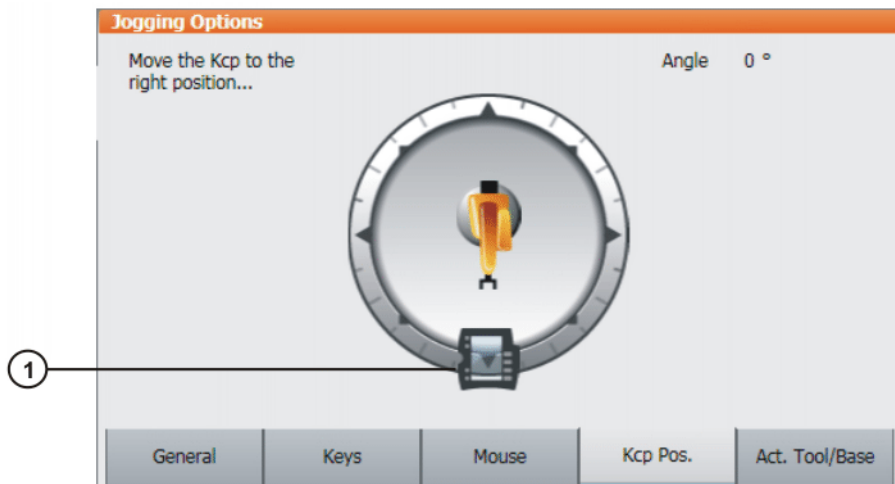 Jogging Options
Move the Kcp to the
right position...
Angle 0 °
1
General Keys Mouse Kcp Pos. Act. Tool/Base